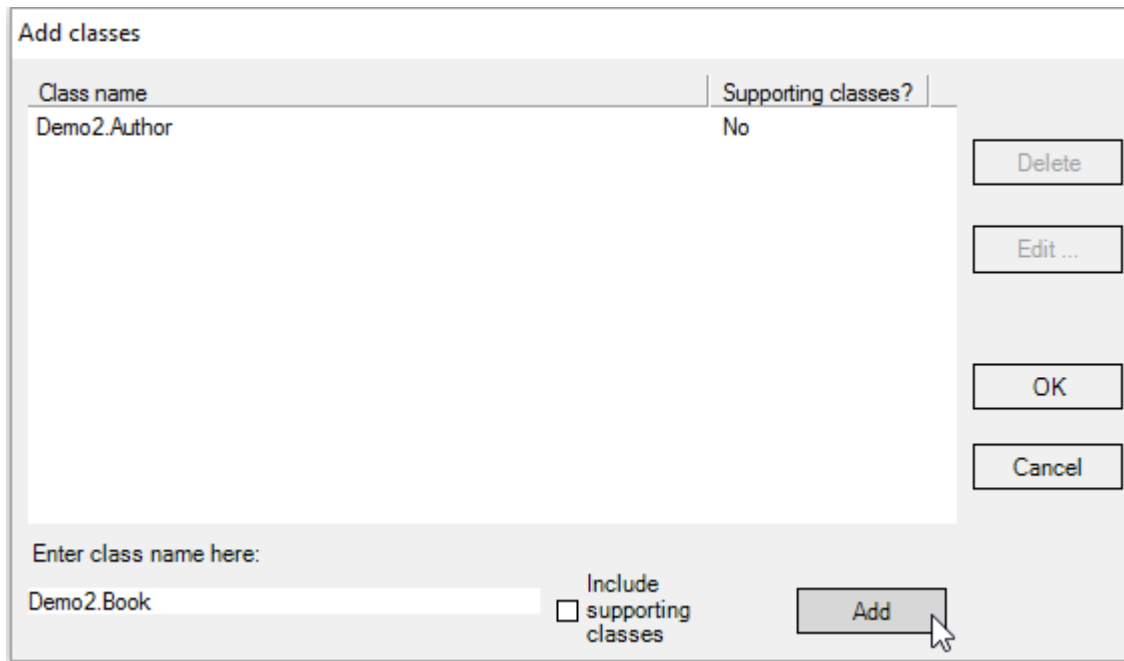 Add classes
Class name Supporting classes?
Demo2.Author No
Delete
Edit ...
OK
Cancel
Enter class name here:
Demo2.Book
Include
supporting
classes
Add